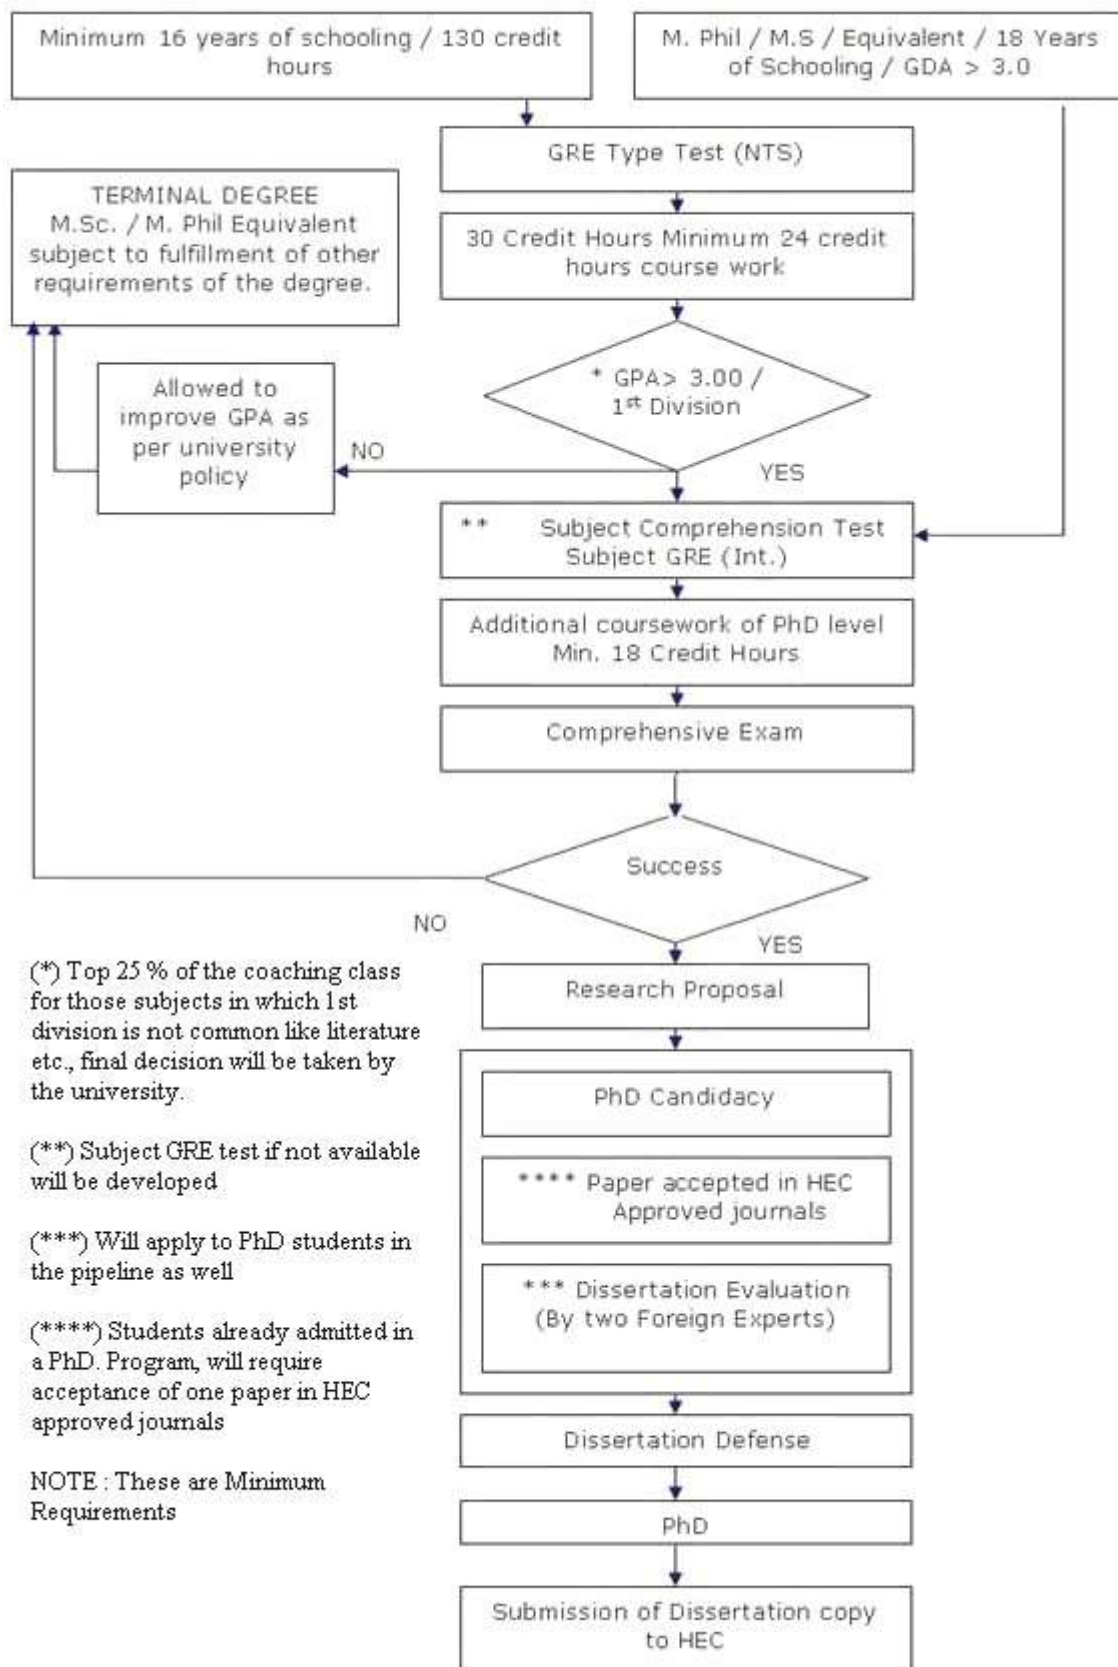 Minimum 16 years of schooling / 130 credit
hours
M. Phil / M.S / Equivalent / 18 Years
of Schooling / GDA > 3.0
GRE Type Test (NTS)
TERMINAL DEGREE
M.Sc. / M. Phil Equivalent
subject to fulfillment of other
requirements of the degree.
30 Credit Hours Minimum 24 credit
hours course work
* GPA> 3.00 /
1st Division
Allowed to
improve GPA as
per university
policy
NO
YES
** Subject Comprehension Test
Subject GRE (Int.)
Additional coursework of PhD level
Min. 18 Credit Hours
Comprehensive Exam
Success
NO
YES
Research Proposal
PhD Candidacy
**** Paper accepted in HEC
Approved journals
*** Dissertation Evaluation
(By two Foreign Experts)
Dissertation Defense
PhD
Submission of Dissertation copy
to HEC
(*) Top 25 % of the coaching class
for those subjects in which 1st
division is not common like literature
etc., final decision will be taken by
the university.
(**) Subject GRE test if not available
will be developed
(***) Will apply to PhD students in
the pipeline as well
(****) Students already admitted in
a PhD. Program, will require
acceptance of one paper in HEC
approved journals
NOTE : These are Minimum
Requirements